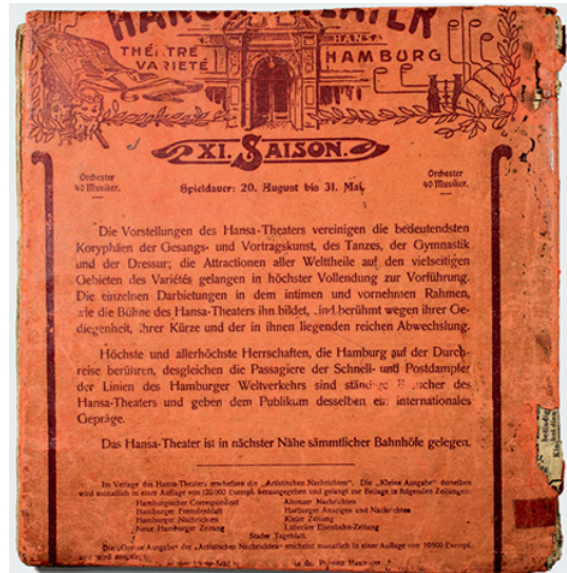 HANSA-THEATER
THÉATRE
VARIETÉ
HANSA
HAMBURG
XI. SAISON.
Orchester
40 Musiker.
Spieldauer: 20. August bis 31. Mai.
Orchester
40 Musiker.
Die Vorstellungen des Hansa-Theaters vereinigen die bedeutendsten
Koryphäen der Gesangs- und Vortragskunst, des Tanzes, der Gymnastik
und der Dressur; die Attractionen aller Welttheile auf den vielseitigen
Gebieten des Variétés gelangen in höchster Vollendung zur Vorführung.
Die einzelnen Darbietungen in dem intimen und vornehmen Rahmen,
wie die Bühne des Hansa-Theaters ihn bildet, sind berühmt wegen ihrer Ge-
diegenheit, ihrer Kürze und der in ihnen liegenden reichen Abwechslung.
Höchste und allerhöchste Herrschaften, die Hamburg auf der Durch-
reise berühren, desgleichen die Passagiere der Schnell- und Postdampfer
der Linien des Hamburger Weltverkehrs sind ständige Besucher des
Hansa-Theaters und geben dem Publikum desselben ein internationales
Gepräge.
Das Hansa-Theater ist in nächster Nähe sämmtlicher Bahnhöfe gelegen.
Im Verlage des Hansa-Theaters erscheinen die „Artistischen Nachrichten". Die „Kleine Ausgabe" derselben
wird monatlich in einer Auflage von 122000 Exempl. herausgegeben und gelangt zur Beilage in folgenden Zeitungen:
Hamburgischer Correspondent
Hamburger Fremdenblatt
Hamburger Nachrichten
Neue Hamburger Zeitung
Altonaer Nachrichten
Harburger Anzeigen und Nachrichten
Kieler Zeitung
Lübecker Eisenbahn-Zeitung
Stader Tageblatt.
Die „Grosse Ausgabe" der „Artistischen Nachrichten" erscheint monatlich in einer Auflage von 10500 Exempl.
und wird